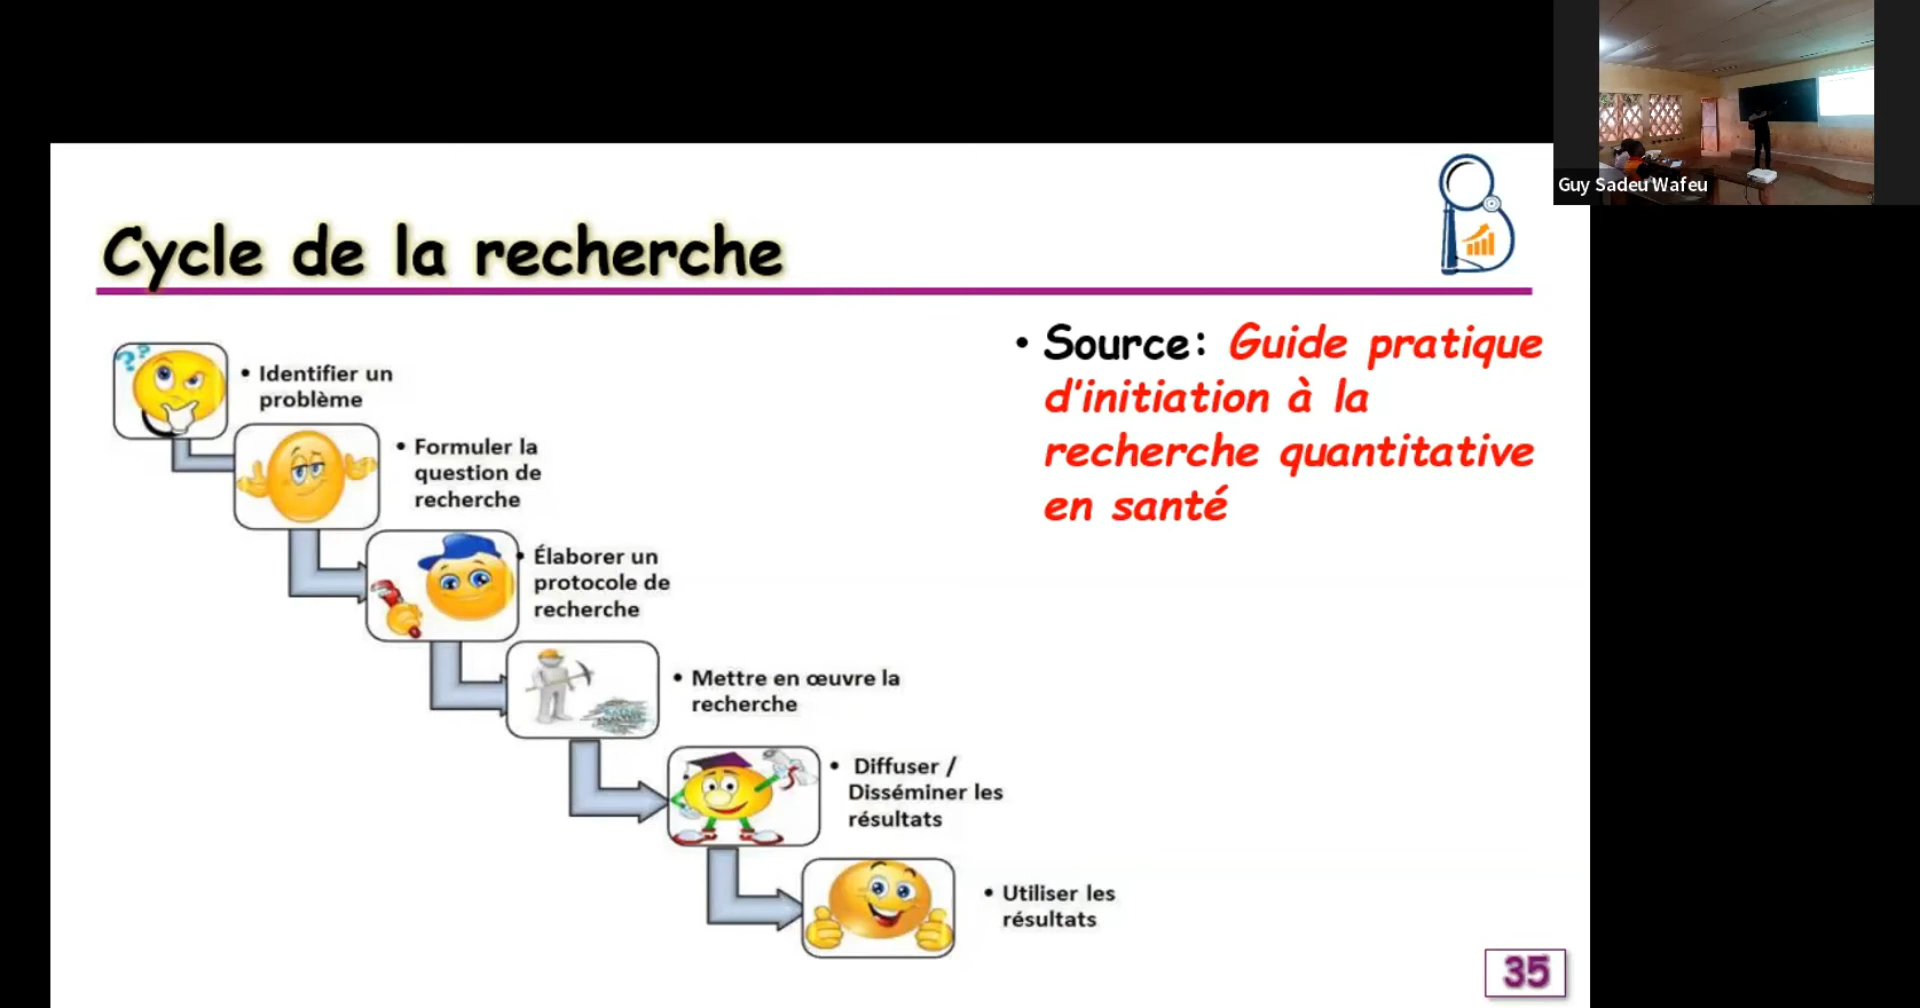 Guy Sadeu Wafeu
Cycle de la recherche
??
• Identifier un
problème
• Formuler la
question de
recherche
• Élaborer un
protocole de
recherche
• Mettre en œuvre la
recherche
• Diffuser /
Disséminer les
résultats
• Utiliser les
résultats
• Source: Guide pratique
d'initiation à la
recherche quantitative
en santé
35